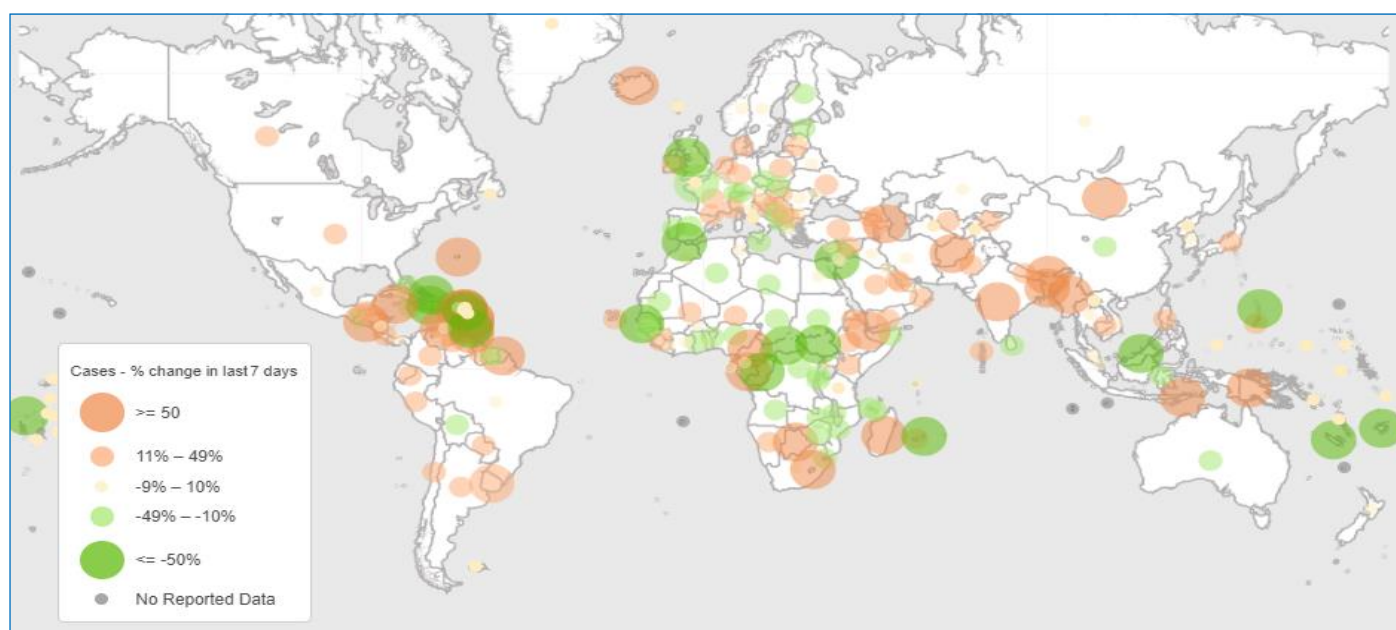 Cases - % change in last 7 days
>= 50
11% – 49%
-9% – 10%
-49% – -10%
<= -50%
No Reported Data